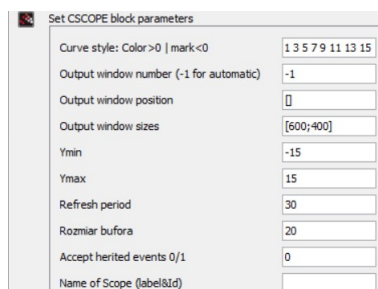 Set CSCOPE block parameters
Curve style: Color>0 | mark<0 1 3 5 7 9 11 13 15
Output window number (-1 for automatic) -1
Output window position []
Output window sizes [600;400]
Ymin -15
Ymax 15
Refresh period 30
Rozmiar bufora 20
Accept herited events 0/1 0
Name of Scope (label&Id)